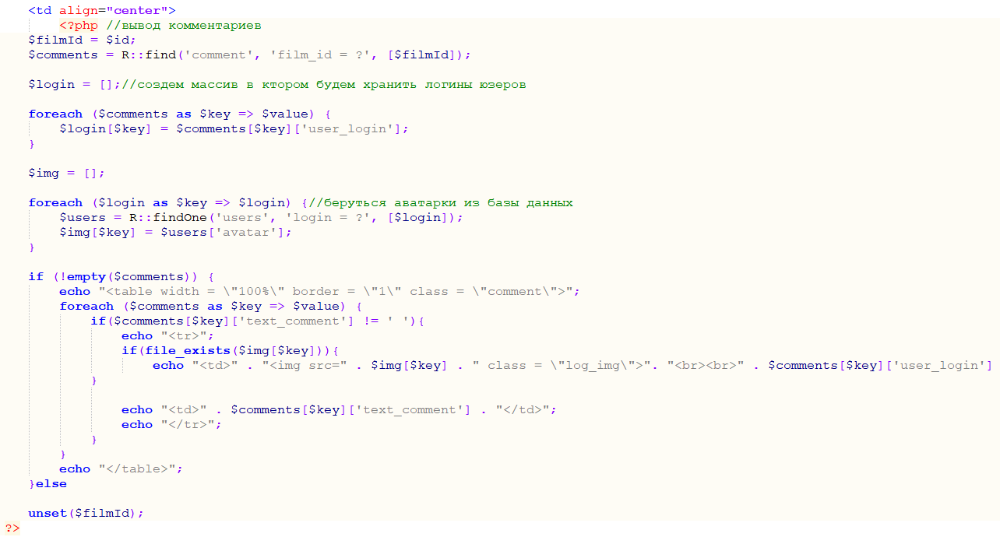 <td align="center">
<?php //вывод комментариев
$filmId = $id;
$comments = R::find('comment', 'film_id = ?', [$filmId]);
$login = [];//создем массив в ктором будем хранить логины юзеров
foreach ($comments as $key => $value) {
$login[$key] = $comments[$key]['user_login'];
}
$img = [];
foreach ($login as $key => $login) {//беруться аватарки из базы данных
$users = R::findOne('users', 'login = ?', [$login]);
$img[$key] = $users['avatar'];
}
if (!empty($comments)) {
echo "<table width = \"100%\" border = \"1\" class = \"comment\">";
foreach ($comments as $key => $value) {
if($comments[$key]['text_comment'] != ' '){
echo "<tr>";
if(file_exists($img[$key])){
echo "<td>" . "<img src=" . $img[$key] . " class = \"log_img\">". "<br><br>" . $comments[$key]['user_login']
}
echo "<td>" . $comments[$key]['text_comment'] . "</td>";
echo "</tr>";
}
}
echo "</table>";
}else
unset($filmId);
?>